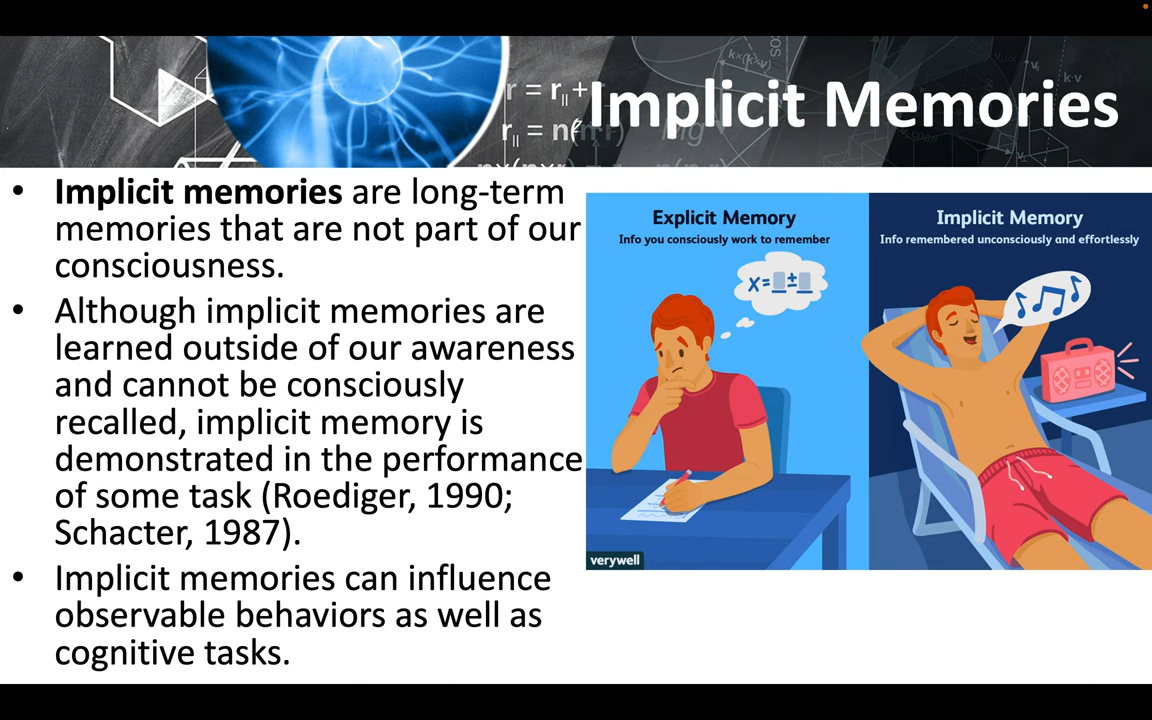 Implicit Memories
r = r||+
r|| = n(n·r)
• Implicit memories are long-term
memories that are not part of our
consciousness.
• Although implicit memories are
learned outside of our awareness
and cannot be consciously
recalled, implicit memory is
demonstrated in the performance
of some task (Roediger, 1990;
Schacter, 1987).
• Implicit memories can influence
observable behaviors as well as
cognitive tasks.
Explicit Memory
Info you consciously work to remember
X= ±
verywell
Implicit Memory
Info remembered unconsciously and effortlessly